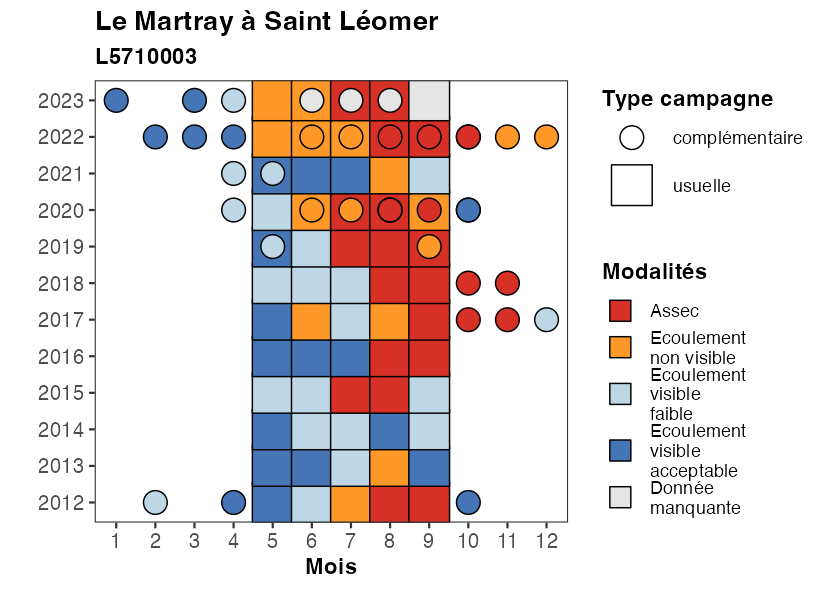 Le Martray à Saint Léomer
L5710003
2023
2022
2021
2020
2019
2018
2017
2016
2015
2014
2013
2012
1 2 3 4 5 6 7 8 9 10 11 12
Mois
Type campagne
complémentaire
usuelle
Modalités
Assec
Ecoulement
non visible
Ecoulement
visible
faible
Ecoulement
visible
acceptable
Donnée
manquante